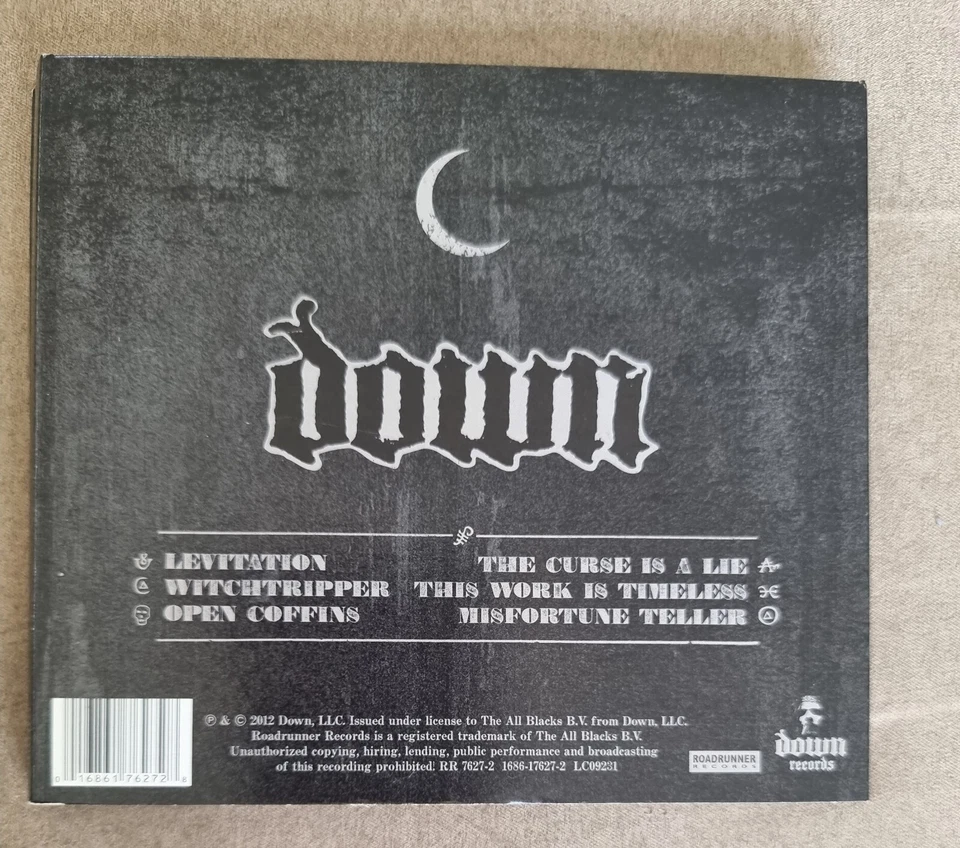 down
LEVITATION
WITCHTRIPPER
OPEN COFFINS
THE CURSE IS A LIE
THIS WORK IS TIMELESS
MISFORTUNE TELLER
℗ & © 2012 Down, LLC. Issued under license to The All Blacks B.V. from Down, LLC.
Roadrunner Records is a registered trademark of The All Blacks B.V.
Unauthorized copying, hiring, lending, public performance and broadcasting
of this recording prohibited. RR 7627-2 1686-17627-2 LC09231
0 16861 76272 8
ROADRUNNER
RECORDS
down
records